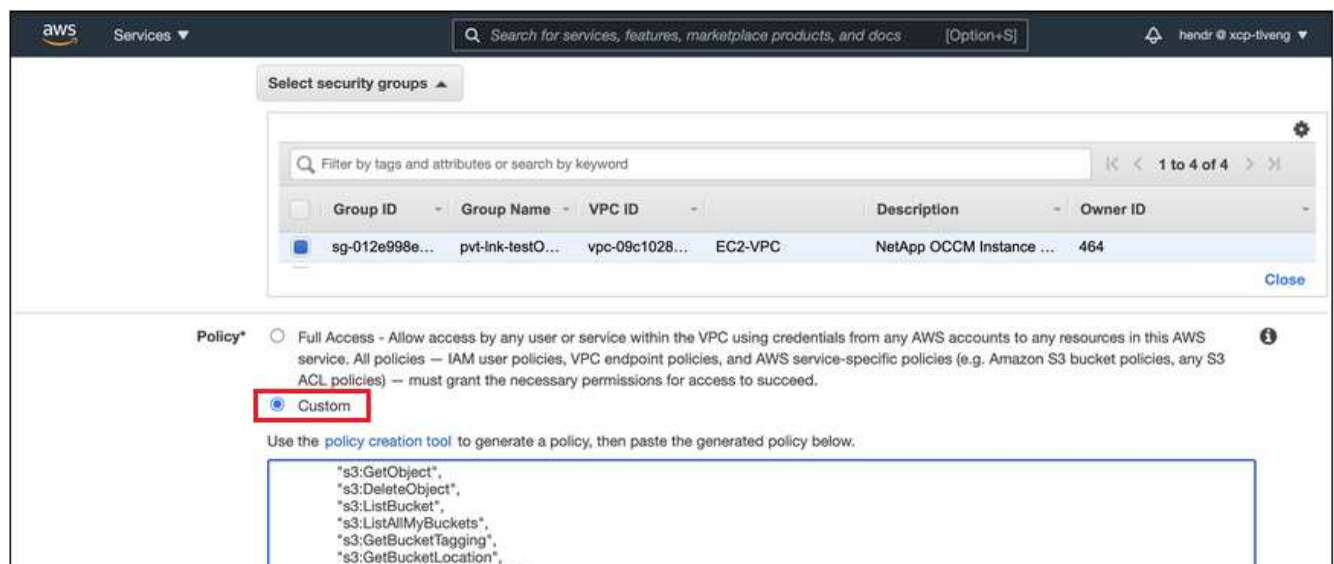 aws Services ▼ Search for services, features, marketplace products, and docs [Option+S] hendr @ xcp-tlveng ▼
Select security groups ▲
Filter by tags and attributes or search by keyword 1 to 4 of 4
Group ID Group Name VPC ID Description Owner ID
sg-012e998e... pvt-lnk-testO... vpc-09c1028... EC2-VPC NetApp OCCM Instance ... 464
Close
Policy* Full Access - Allow access by any user or service within the VPC using credentials from any AWS accounts to any resources in this AWS
service. All policies — IAM user policies, VPC endpoint policies, and AWS service-specific policies (e.g. Amazon S3 bucket policies, any S3
ACL policies) — must grant the necessary permissions for access to succeed.
Custom
Use the policy creation tool to generate a policy, then paste the generated policy below.
"s3:GetObject",
"s3:DeleteObject",
"s3:ListBucket",
"s3:ListAllMyBuckets",
"s3:GetBucketTagging",
"s3:GetBucketLocation",